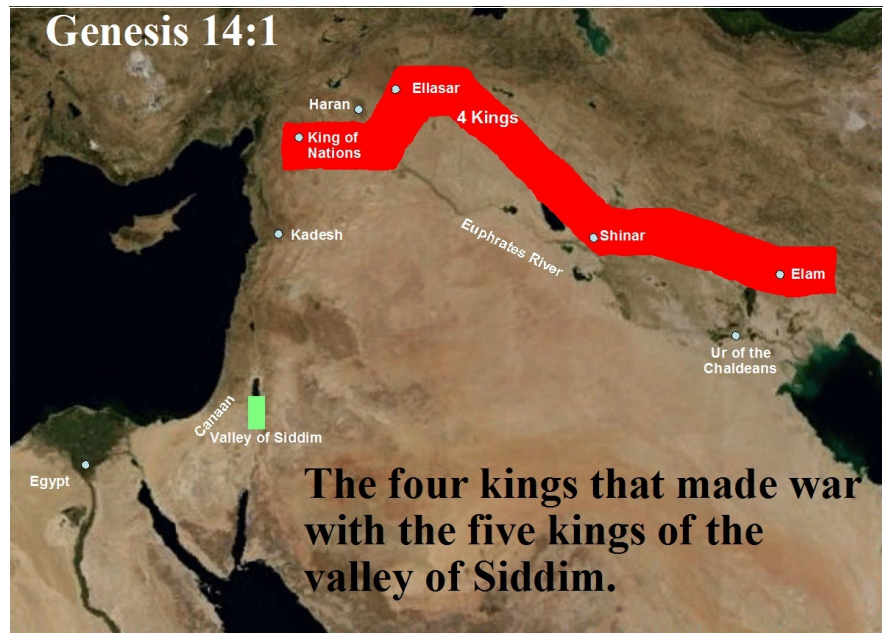 Genesis 14:1
Ellasar
Haran
4 Kings
King of
Nations
Kadesh
Euphrates River
Shinar
Elam
Ur of the
Chaldeans
Canaan
Valley of Siddim
Egypt
The four kings that made war
with the five kings of the
valley of Siddim.